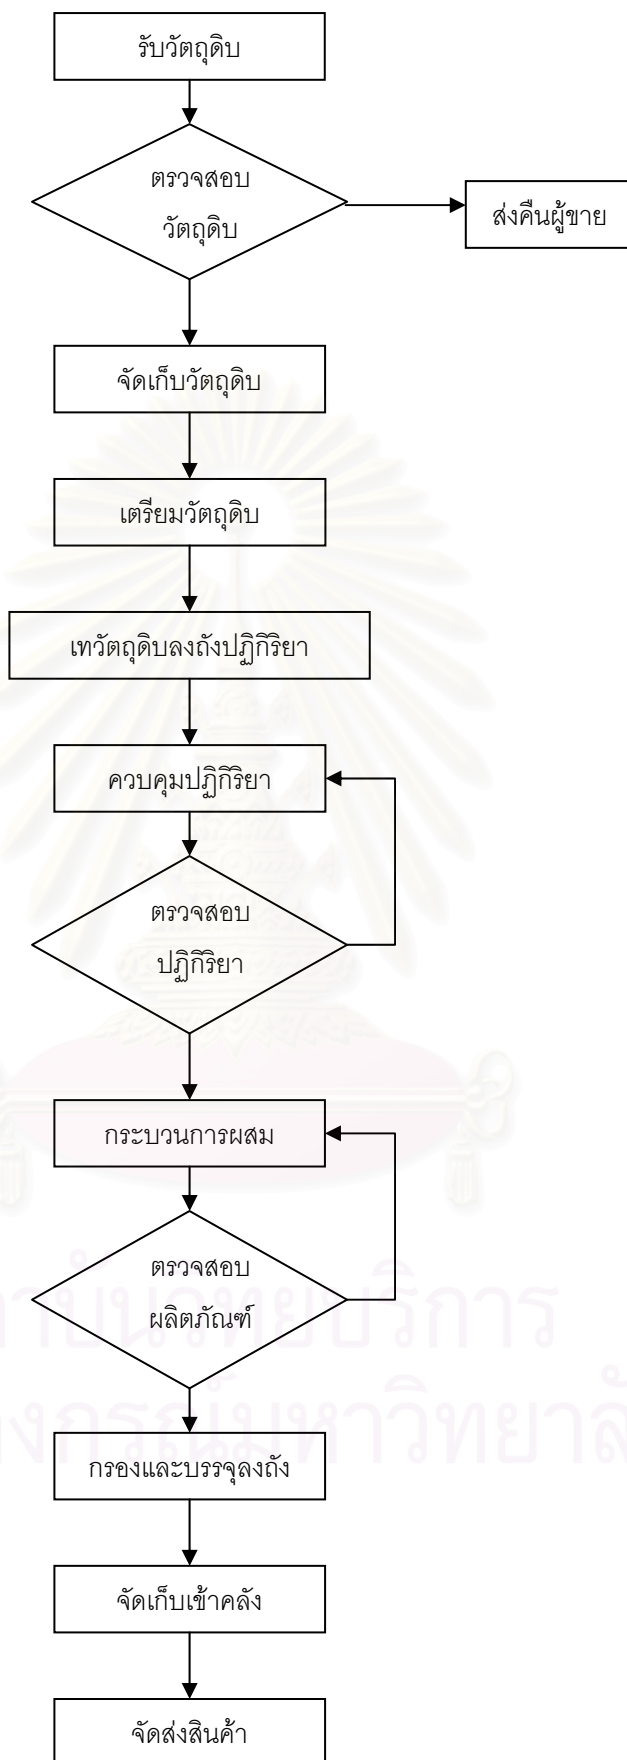 รับวัตถุดิบ
ตรวจสอบ
วัตถุดิบ
ส่งคืนผู้ขาย
จัดเก็บวัตถุดิบ
เตรียมวัตถุดิบ
เทวัตถุดิบลงถังปฏิกิริยา
ควบคุมปฏิกิริยา
ตรวจสอบ
ปฏิกิริยา
กระบวนการผสม
ตรวจสอบ
ผลิตภัณฑ์
กรองและบรรจุลงถัง
จัดเก็บเข้าคลัง
จัดส่งสินค้า